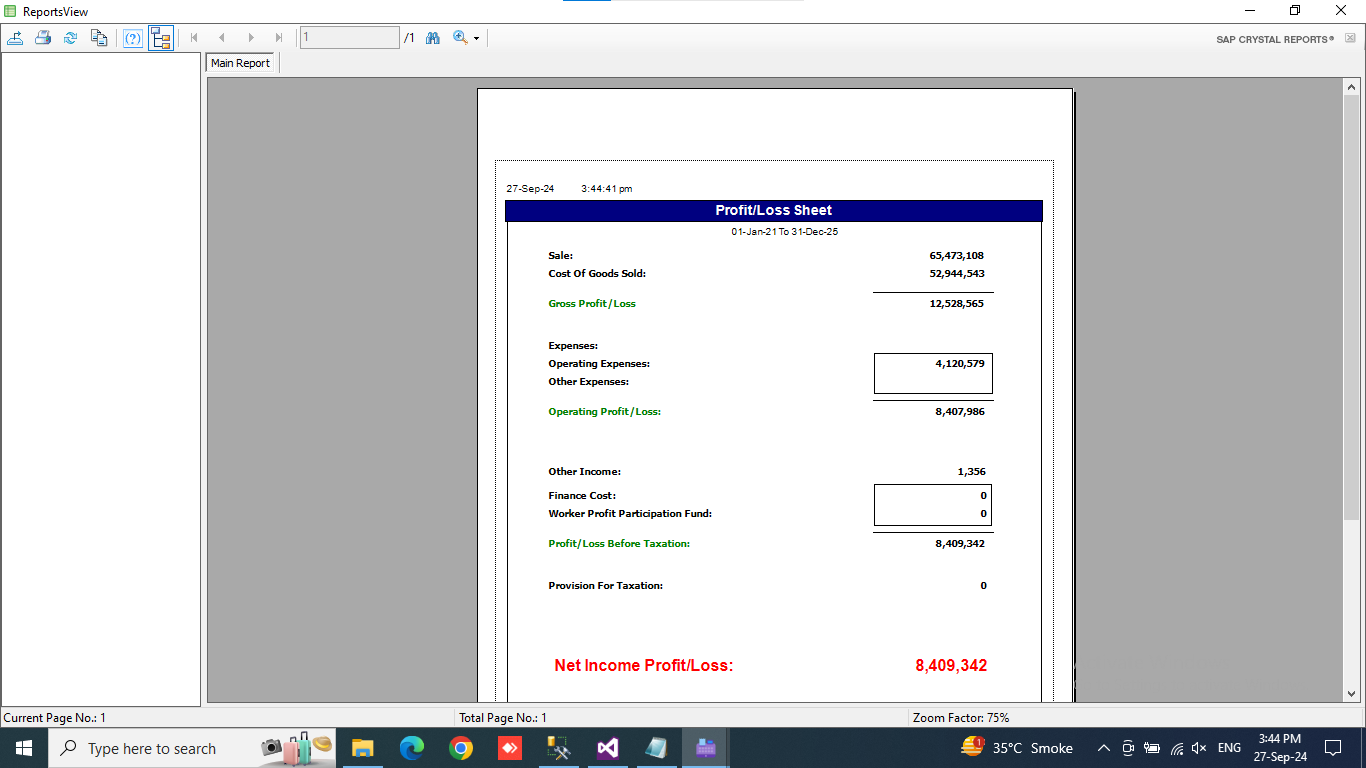 ReportsView
1
/1
SAP CRYSTAL REPORTS®
Main Report
27-Sep-24 3:44:41 pm
Profit/Loss Sheet
01-Jan-21 To 31-Dec-25
Sale: 65,473,108
Cost Of Goods Sold: 52,944,543
Gross Profit/Loss 12,528,565
Expenses:
Operating Expenses: 4,120,579
Other Expenses:
Operating Profit/Loss: 8,407,986
Other Income: 1,356
Finance Cost: 0
Worker Profit Participation Fund: 0
Profit/Loss Before Taxation: 8,409,342
Provision For Taxation: 0
Net Income Profit/Loss: 8,409,342
Current Page No.: 1 Total Page No.: 1 Zoom Factor: 75%
Type here to search
1
35°C Smoke
ENG
3:44 PM
27-Sep-24